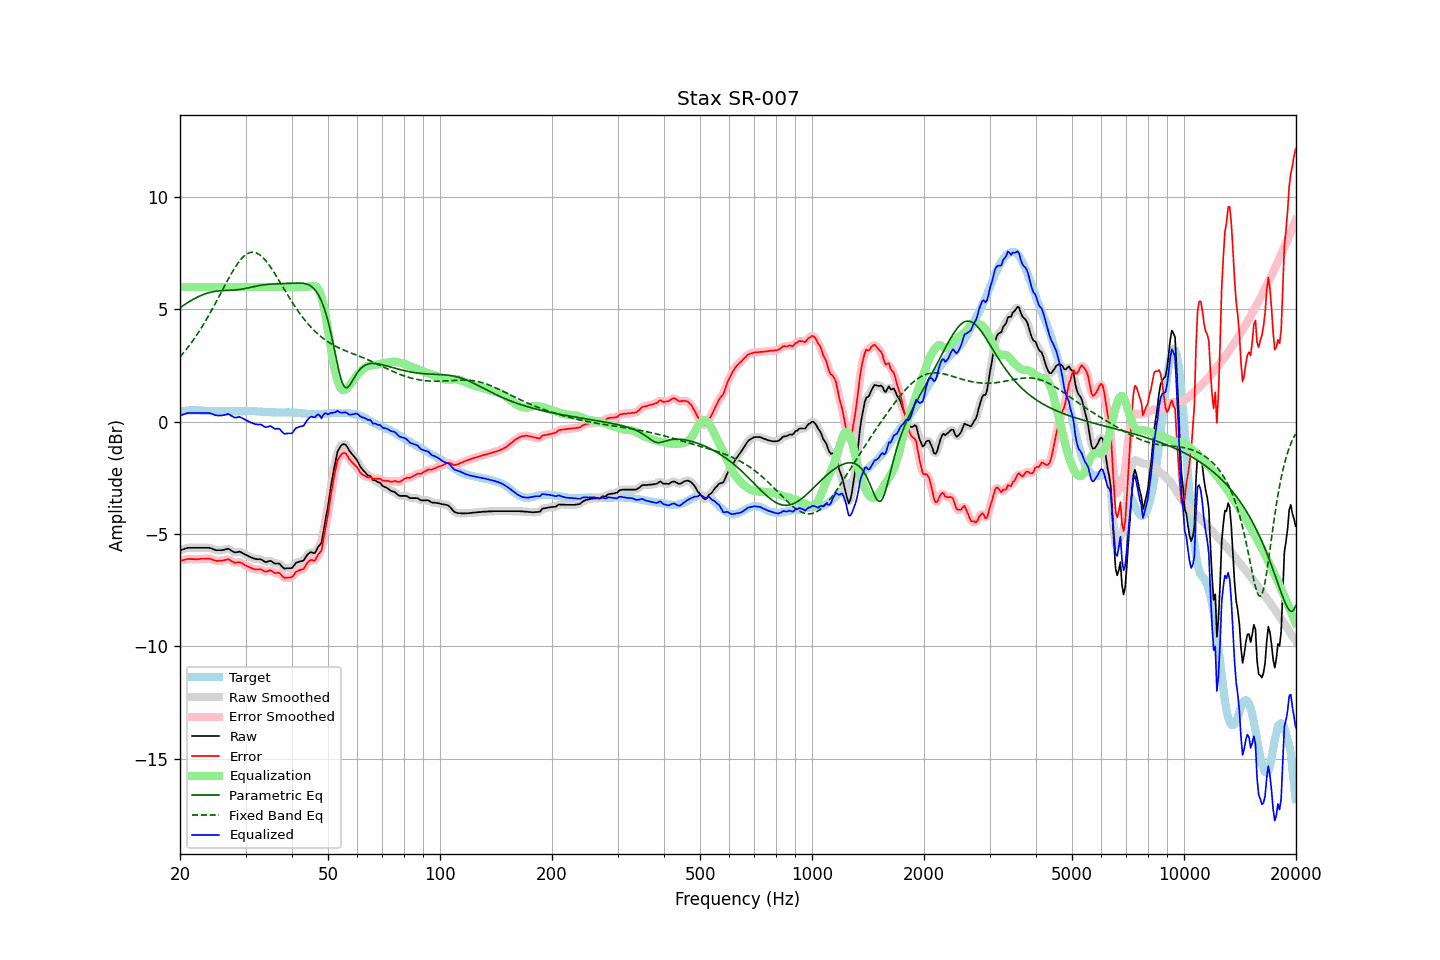 Stax SR-007
Amplitude (dBr)
10
5
0
−5
−10
−15
Target
Raw Smoothed
Error Smoothed
Raw
Error
Equalization
Parametric Eq
Fixed Band Eq
Equalized
20 50 100 200 500 1000 2000 5000 10000 20000
Frequency (Hz)